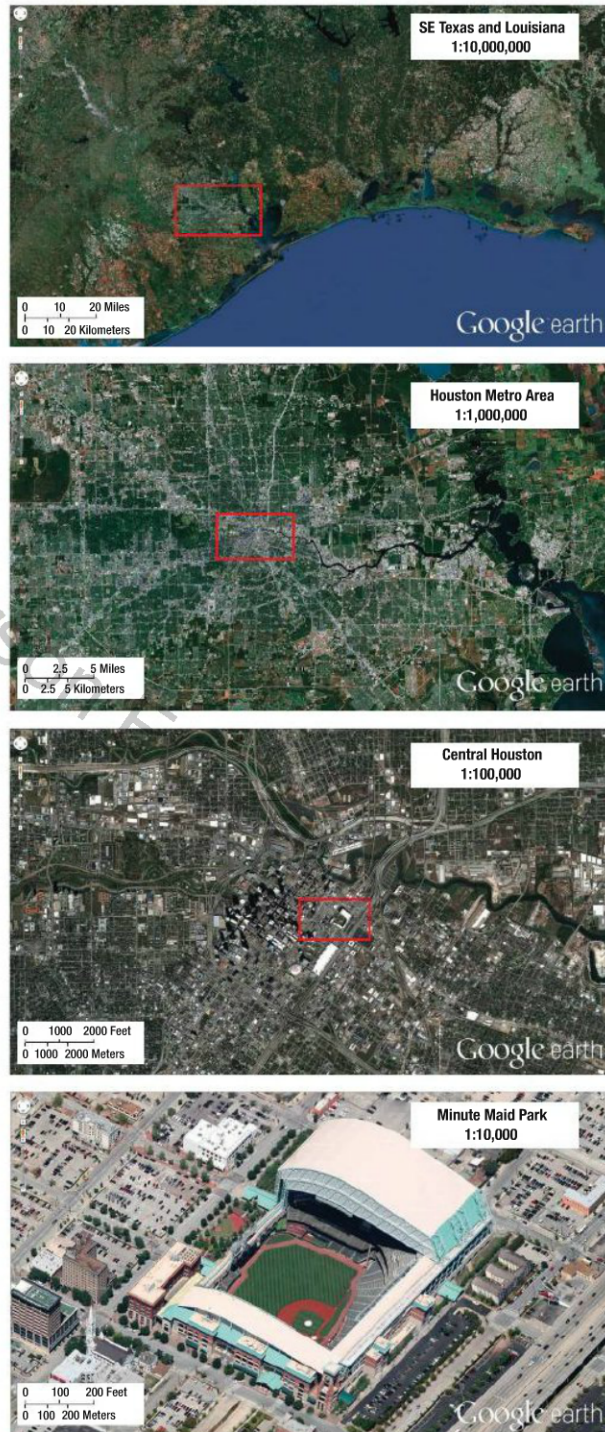 SE Texas and Louisiana
1:10,000,000
0 10 20 Miles
0 10 20 Kilometers
Google earth
Houston Metro Area
1:1,000,000
0 2.5 5 Miles
0 2.5 5 Kilometers
Google earth
Central Houston
1:100,000
0 1000 2000 Feet
0 1000 2000 Meters
Google earth
Minute Maid Park
1:10,000
0 100 200 Feet
0 100 200 Meters
Google earth